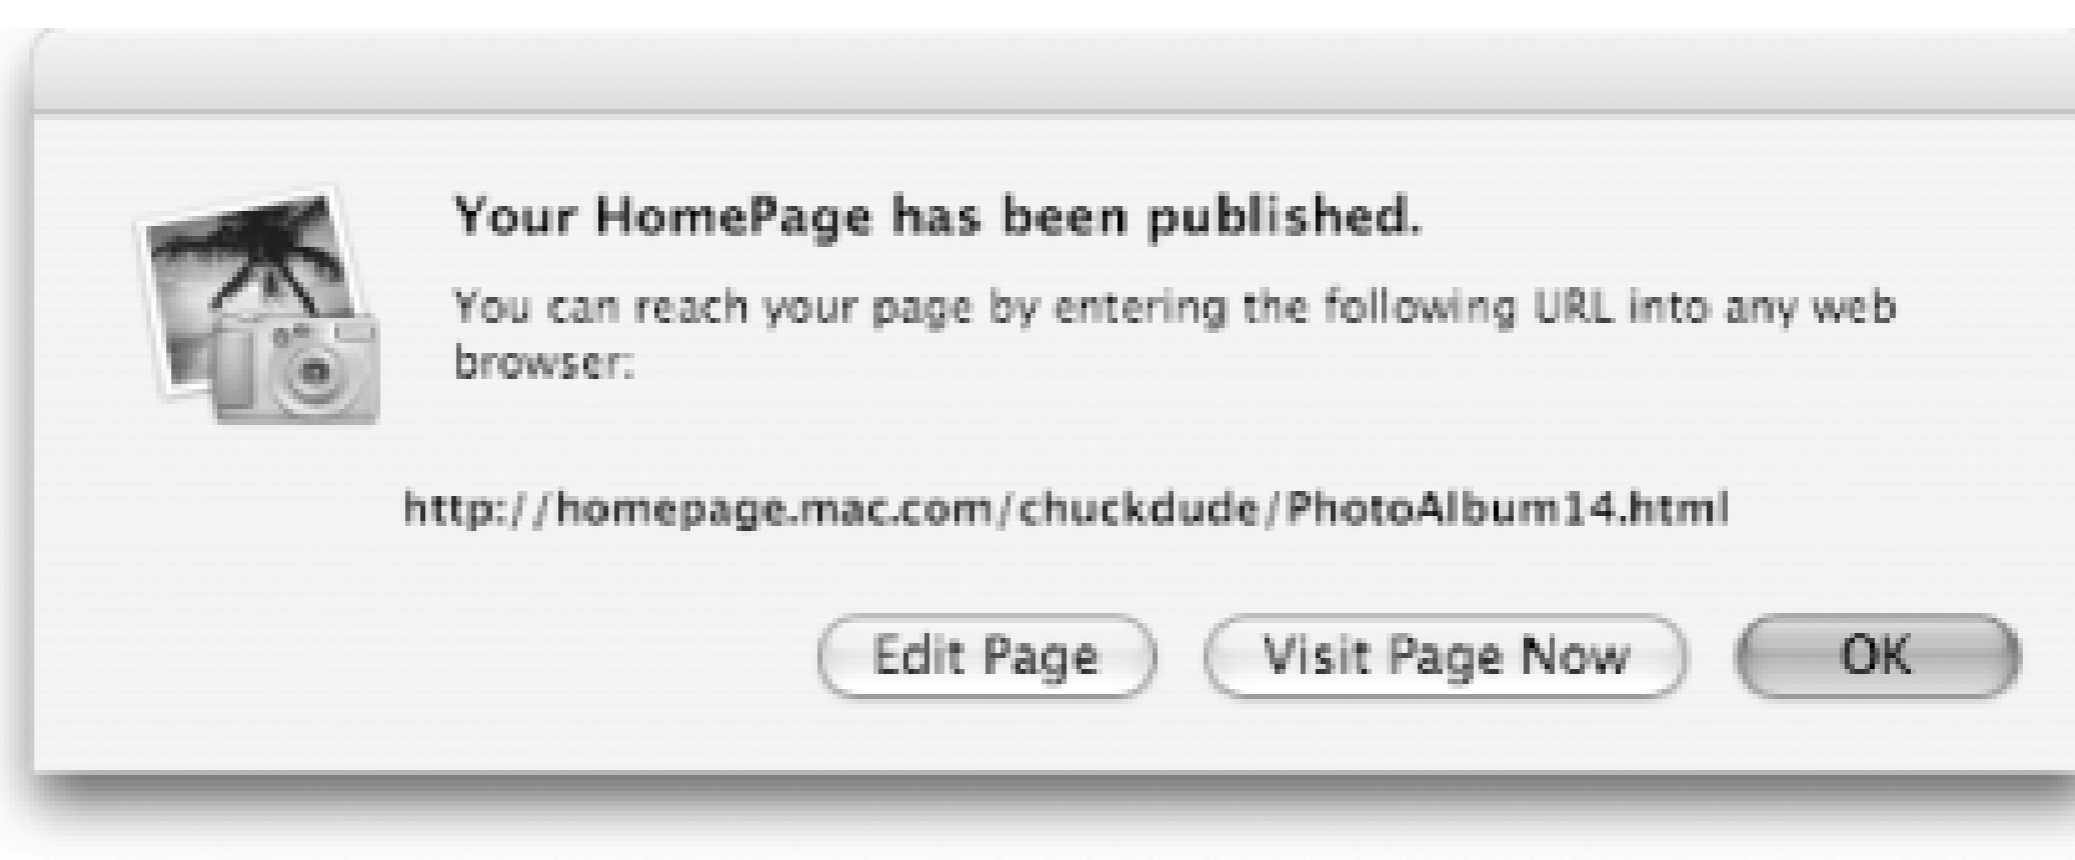 Your HomePage has been published.
You can reach your page by entering the following URL into any web
browser:
http://homepage.mac.com/chuckdude/PhotoAlbum14.html
Edit Page Visit Page Now OK